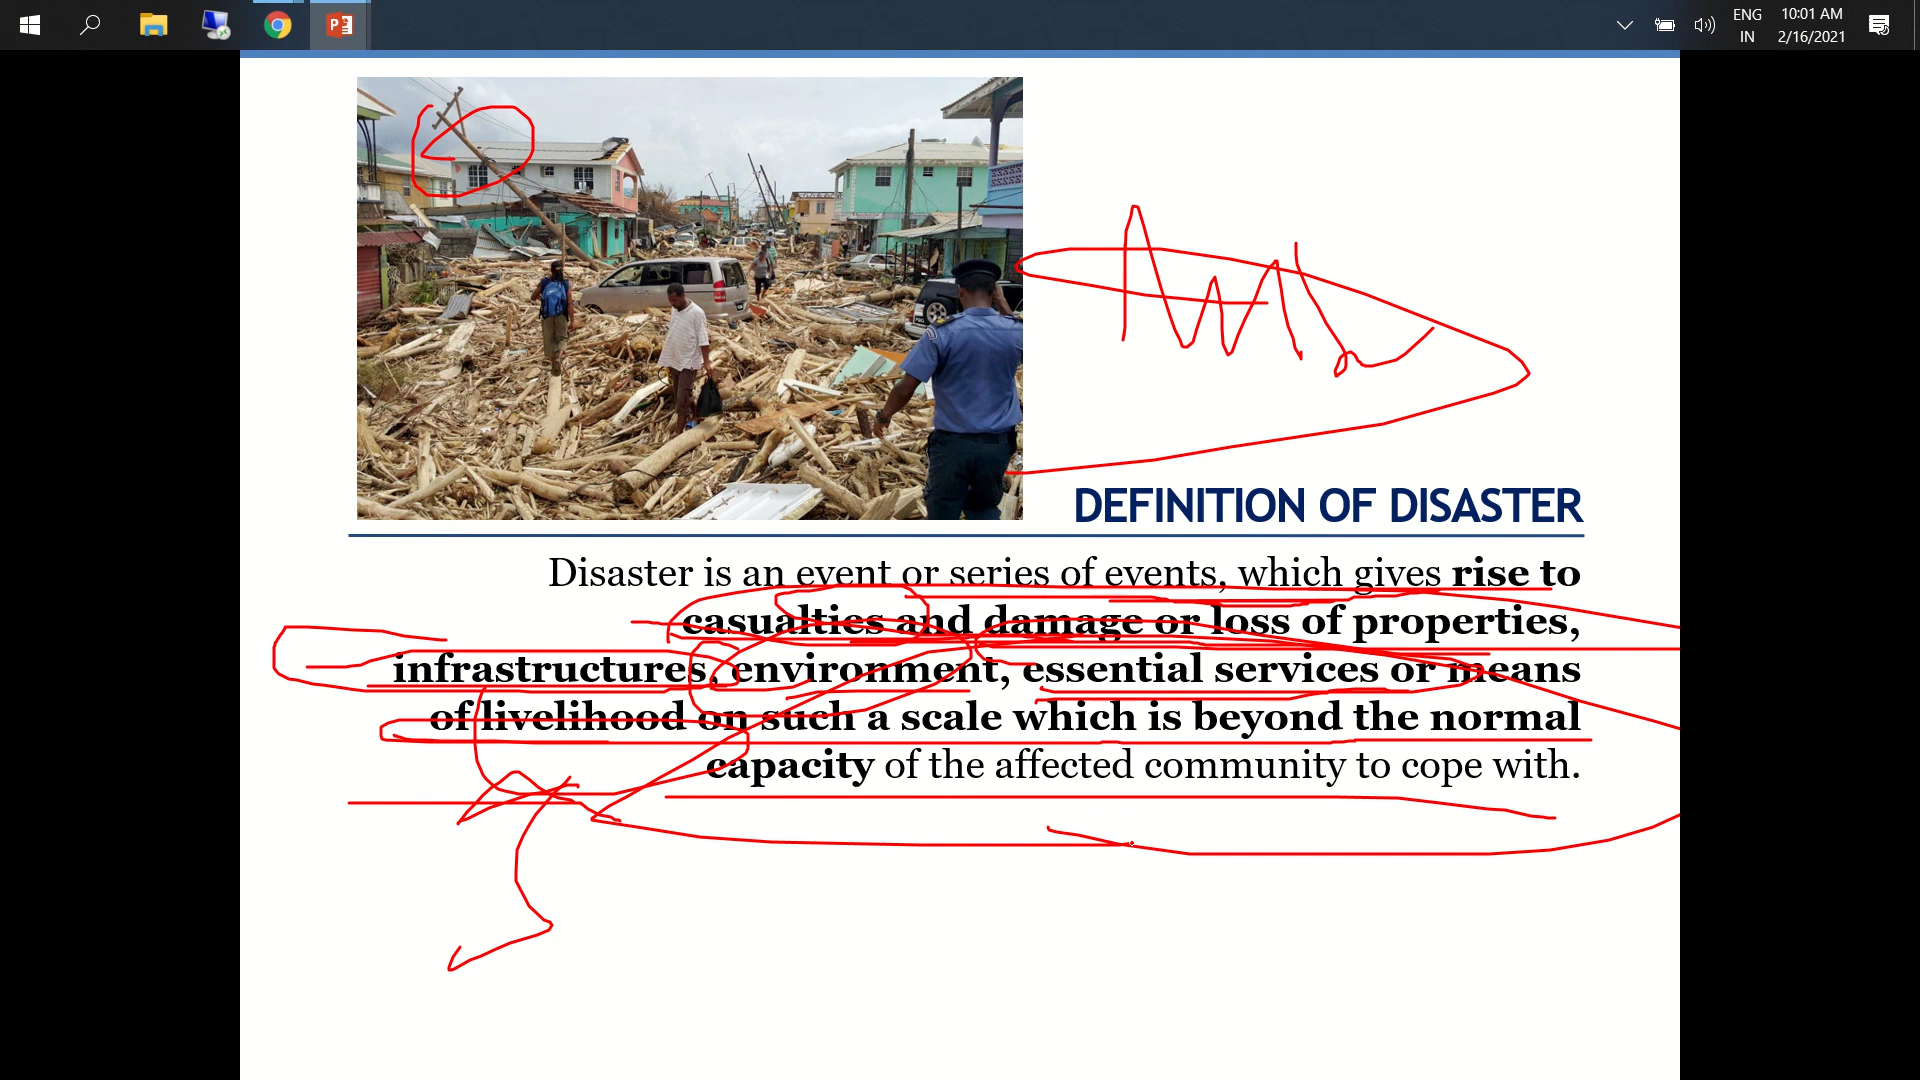 ENG
IN
10:01 AM
2/16/2021
DEFINITION OF DISASTER
Disaster is an event or series of events, which gives rise to
casualties and damage or loss of properties,
infrastructures, environment, essential services or means
of livelihood on such a scale which is beyond the normal
capacity of the affected community to cope with.